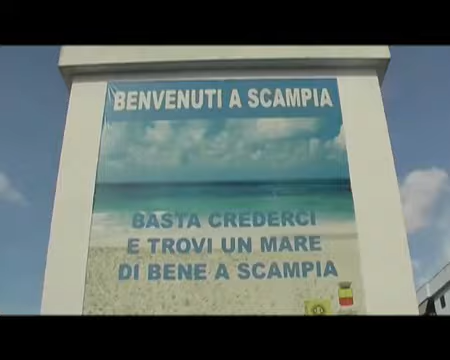 BENVENUTI A SCAMPIA
BASTA CREDERCI
E TROVI UN MARE
DI BENE A SCAMPIA